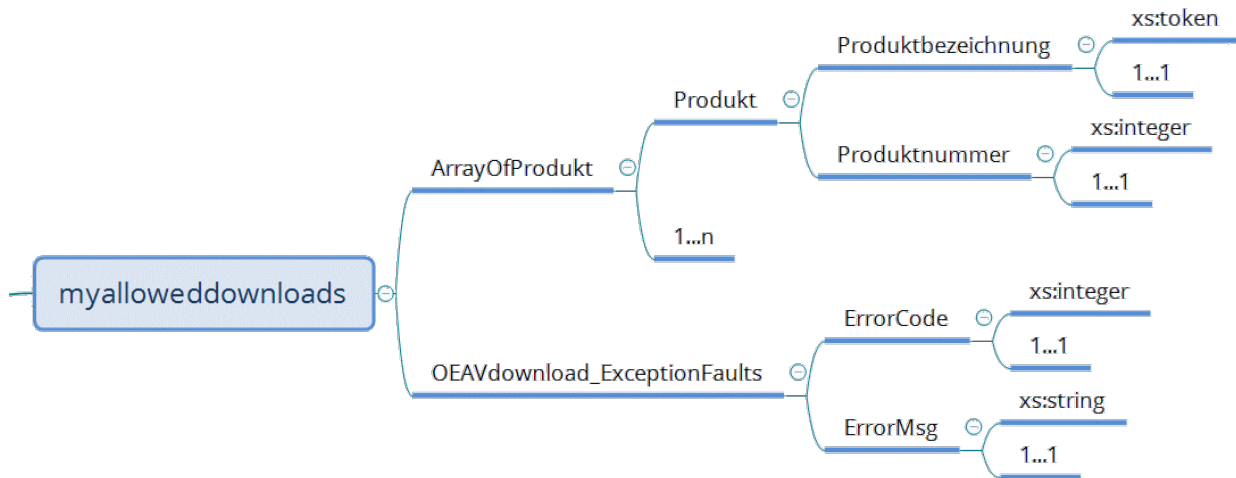 myalloweddownloads
ArrayOfProdukt
Produkt
Produktbezeichnung
xs:token
1...1
Produktnummer
xs:integer
1...1
1...n
OEAVdownload_ExceptionFaults
ErrorCode
xs:integer
1...1
ErrorMsg
xs:string
1...1